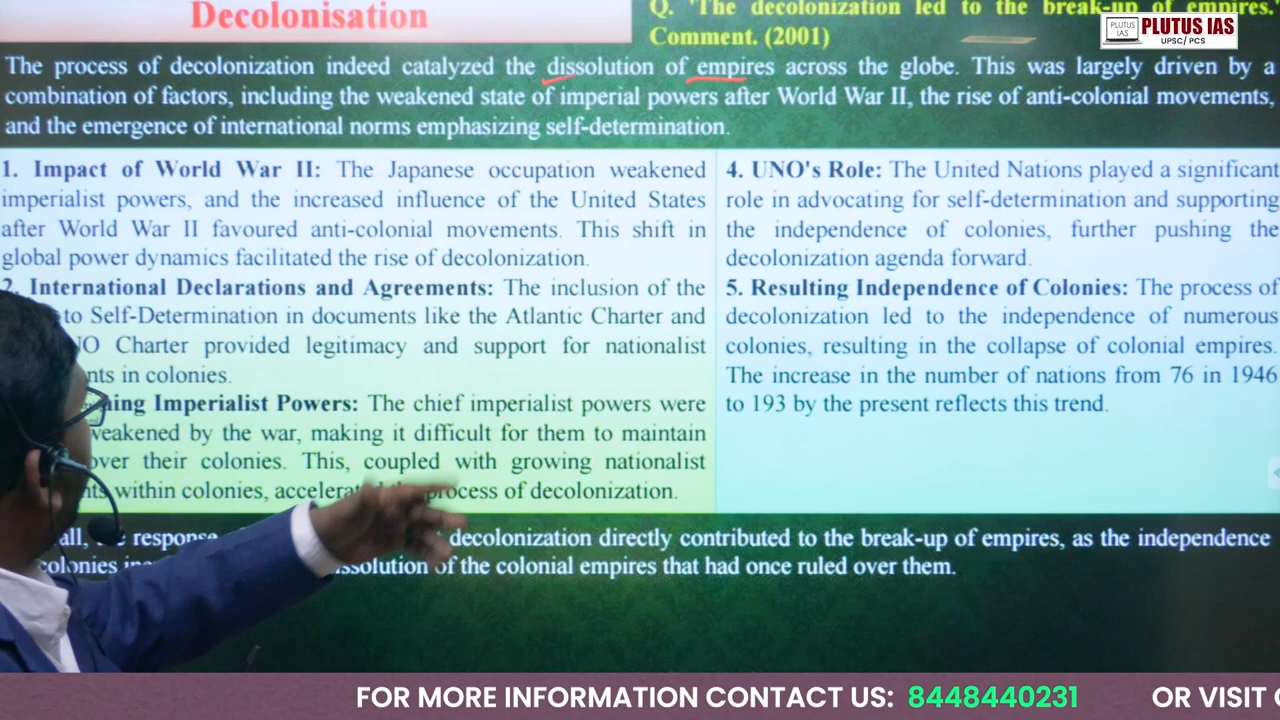 Decolonisation
Q. 'The decolonization led to the break-up of empires.'
Comment. (2001)
PLUTUS IAS
PLUTUS IAS
UPSC/ PCS
The process of decolonization indeed catalyzed the dissolution of empires across the globe. This was largely driven by a
combination of factors, including the weakened state of imperial powers after World War II, the rise of anti-colonial movements,
and the emergence of international norms emphasizing self-determination.
1. Impact of World War II: The Japanese occupation weakened
imperialist powers, and the increased influence of the United States
after World War II favoured anti-colonial movements. This shift in
global power dynamics facilitated the rise of decolonization.
2. International Declarations and Agreements: The inclusion of the
to Self-Determination in documents like the Atlantic Charter and
Charter provided legitimacy and support for nationalist
in colonies.
Imperialist Powers: The chief imperialist powers were
weakened by the war, making it difficult for them to maintain
over their colonies. This, coupled with growing nationalist
within colonies, process of decolonization.
4. UNO's Role: The United Nations played a significant
role in advocating for self-determination and supporting
the independence of colonies, further pushing the
decolonization agenda forward.
5. Resulting Independence of Colonies: The process of
decolonization led to the independence of numerous
colonies, resulting in the collapse of colonial empires.
The increase in the number of nations from 76 in 1946
to 193 by the present reflects this trend.
decolonization directly contributed to the break-up of empires, as the independence
colonies of the colonial empires that had once ruled over them.
FOR MORE INFORMATION CONTACT US: 8448440231 OR VISIT